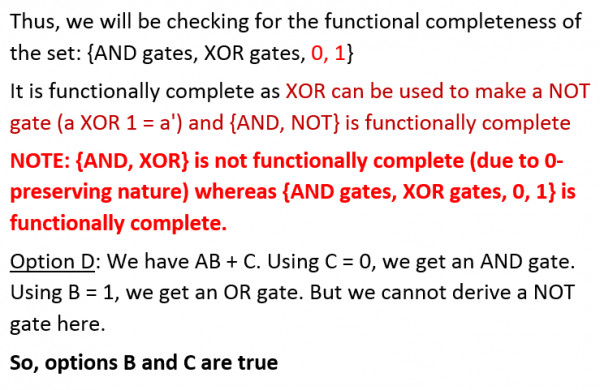 Thus, we will be checking for the functional completeness of
the set: {AND gates, XOR gates, 0, 1}
It is functionally complete as XOR can be used to make a NOT
gate (a XOR 1 = a') and {AND, NOT} is functionally complete
NOTE: {AND, XOR} is not functionally complete (due to 0-
preserving nature) whereas {AND gates, XOR gates, 0, 1} is
functionally complete.
Option D: We have AB + C. Using C = 0, we get an AND gate.
Using B = 1, we get an OR gate. But we cannot derive a NOT
gate here.
So, options B and C are true